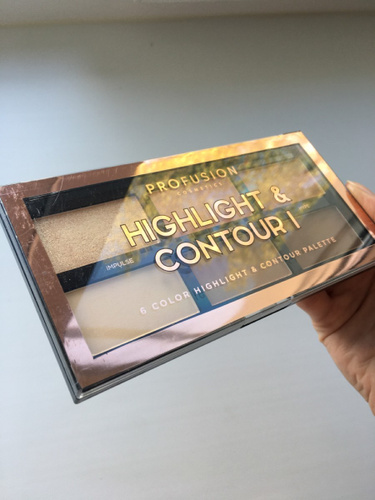 PROFUSION
COSMETICS
HIGHLIGHT &
CONTOUR I
IMPULSE
6 COLOR HIGHLIGHT & CONTOUR PALETTE